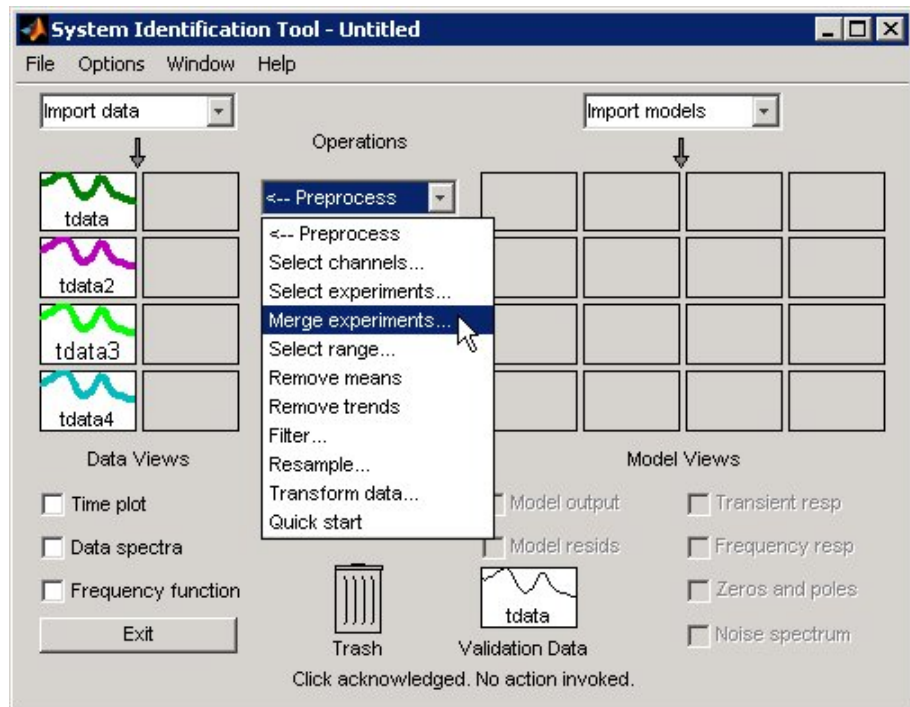 System Identification Tool - Untitled
File Options Window Help
Import data
Import models
Operations
<-- Preprocess
tdata
tdata2
tdata3
tdata4
<-- Preprocess
Select channels...
Select experiments...
Merge experiments...
Select range...
Remove means
Remove trends
Filter...
Resample...
Transform data...
Quick start
Data Views
Model Views
Time plot
Data spectra
Frequency function
Exit
Model output
Model resids
Transient resp
Frequency resp
Zeros and poles
Noise spectrum
Trash
tdata
Validation Data
Click acknowledged. No action invoked.